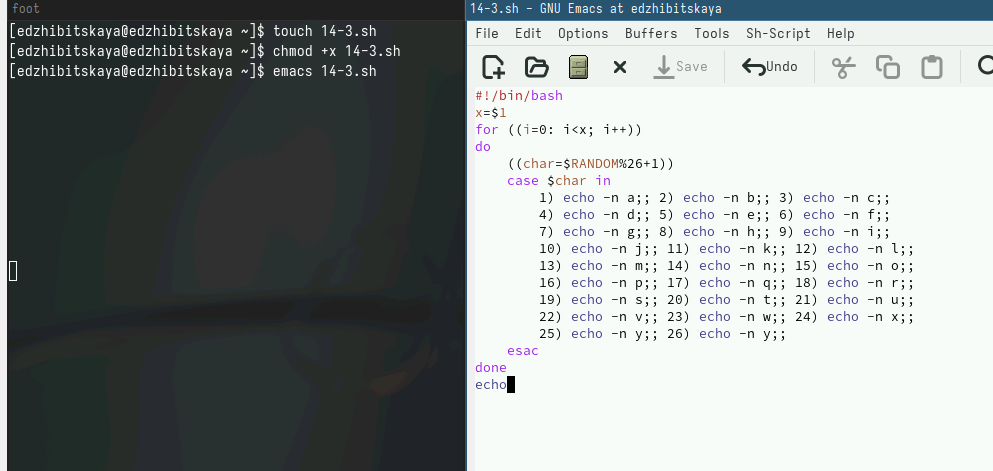 foot
[edzhibitskaya@edzhibitskaya ~]$ touch 14-3.sh
[edzhibitskaya@edzhibitskaya ~]$ chmod +x 14-3.sh
[edzhibitskaya@edzhibitskaya ~]$ emacs 14-3.sh
14-3.sh - GNU Emacs at edzhibitskaya
File Edit Options Buffers Tools Sh-Script Help
Save Undo
#!/bin/bash
x=$1
for ((i=0: i<x; i++))
do
    ((char=$RANDOM%26+1))
    case $char in
        1) echo -n a;; 2) echo -n b;; 3) echo -n c;;
        4) echo -n d;; 5) echo -n e;; 6) echo -n f;;
        7) echo -n g;; 8) echo -n h;; 9) echo -n i;;
        10) echo -n j;; 11) echo -n k;; 12) echo -n l;;
        13) echo -n m;; 14) echo -n n;; 15) echo -n o;;
        16) echo -n p;; 17) echo -n q;; 18) echo -n r;;
        19) echo -n s;; 20) echo -n t;; 21) echo -n u;;
        22) echo -n v;; 23) echo -n w;; 24) echo -n x;;
        25) echo -n y;; 26) echo -n y;;
    esac
done
echo